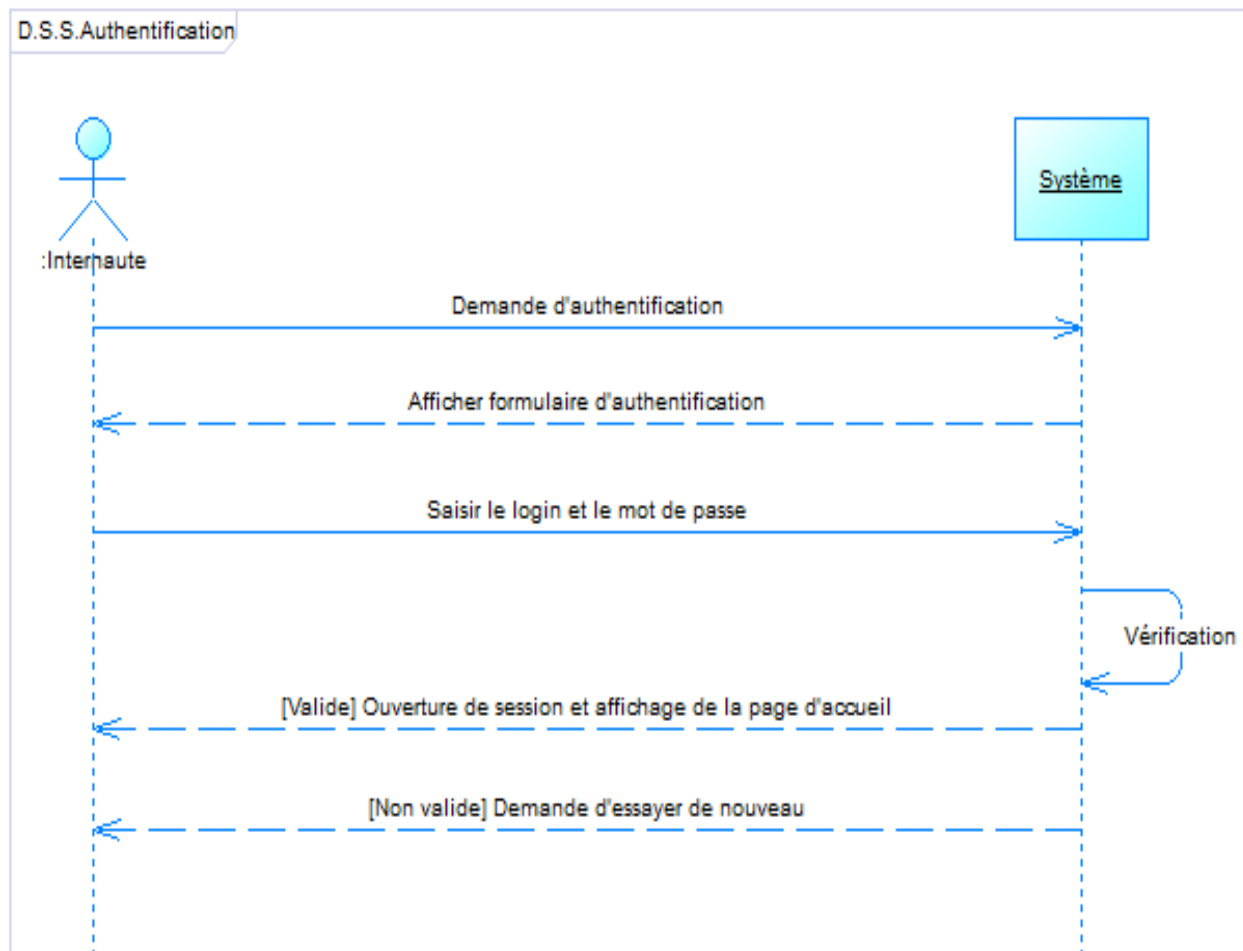 D.S.S.Authentification
Système
:Internaute
Demande d'authentification
Afficher formulaire d'authentification
Saisir le login et le mot de passe
Vérification
[Valide] Ouverture de session et affichage de la page d'accueil
[Non valide] Demande d'essayer de nouveau